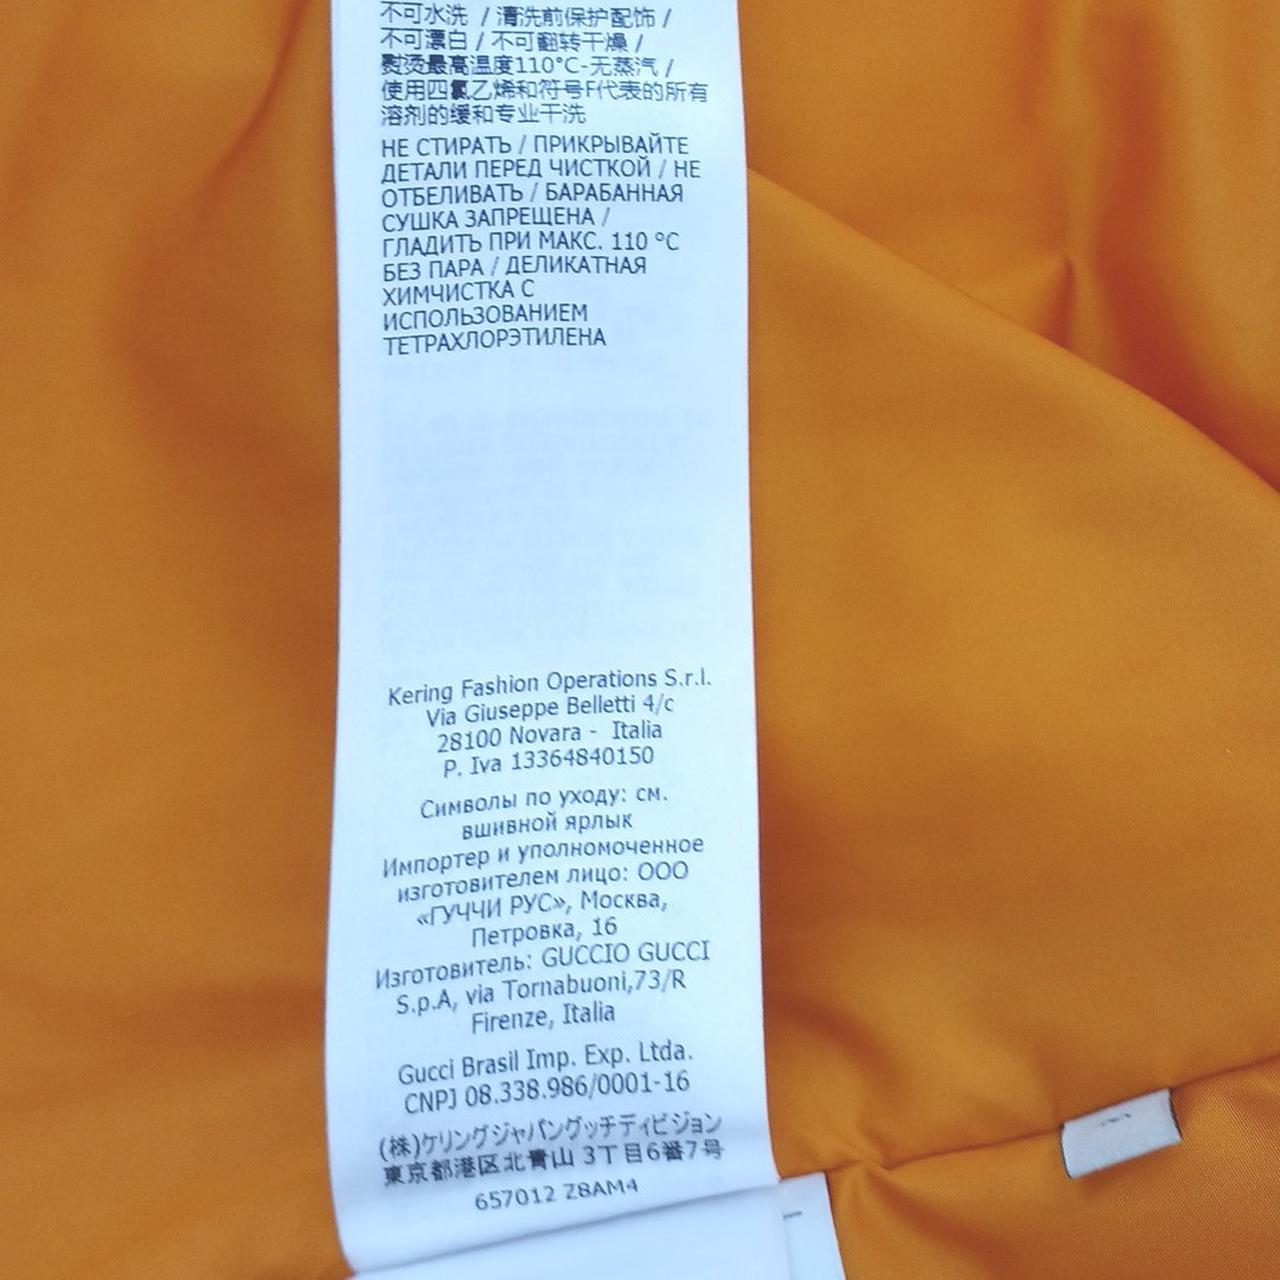 不可水洗 / 清洗前保护配饰 /
不可漂白 / 不可翻转干燥 /
熨烫最高温度110°C-无蒸汽 /
使用四氯乙烯和符号F代表的所有
溶剂的缓和专业干洗
НЕ СТИРАТЬ / ПРИКРЫВАЙТЕ
ДЕТАЛИ ПЕРЕД ЧИСТКОЙ / НЕ
ОТБЕЛИВАТЬ / БАРАБАННАЯ
СУШКА ЗАПРЕЩЕНА /
ГЛАДИТЬ ПРИ МАКС. 110 °C
БЕЗ ПАРА / ДЕЛИКАТНАЯ
ХИМЧИСТКА С
ИСПОЛЬЗОВАНИЕМ
ТЕТРАХЛОРЭТИЛЕНА
Kering Fashion Operations S.r.l.
Via Giuseppe Belletti 4/c
28100 Novara - Italia
P. Iva 13364840150
Символы по уходу: см.
вшивной ярлык
Импортер и уполномоченное
изготовителем лицо: ООО
«ГУЧЧИ РУС», Москва,
Петровка, 16
Изготовитель: GUCCIO GUCCI
S.p.A, via Tornabuoni,73/R
Firenze, Italia
Gucci Brasil Imp. Exp. Ltda.
CNPJ 08.338.986/0001-16
(株)ケリングジャパングッチディビジョン
東京都港区北青山 3丁目6番7号
657012 Z8AM4